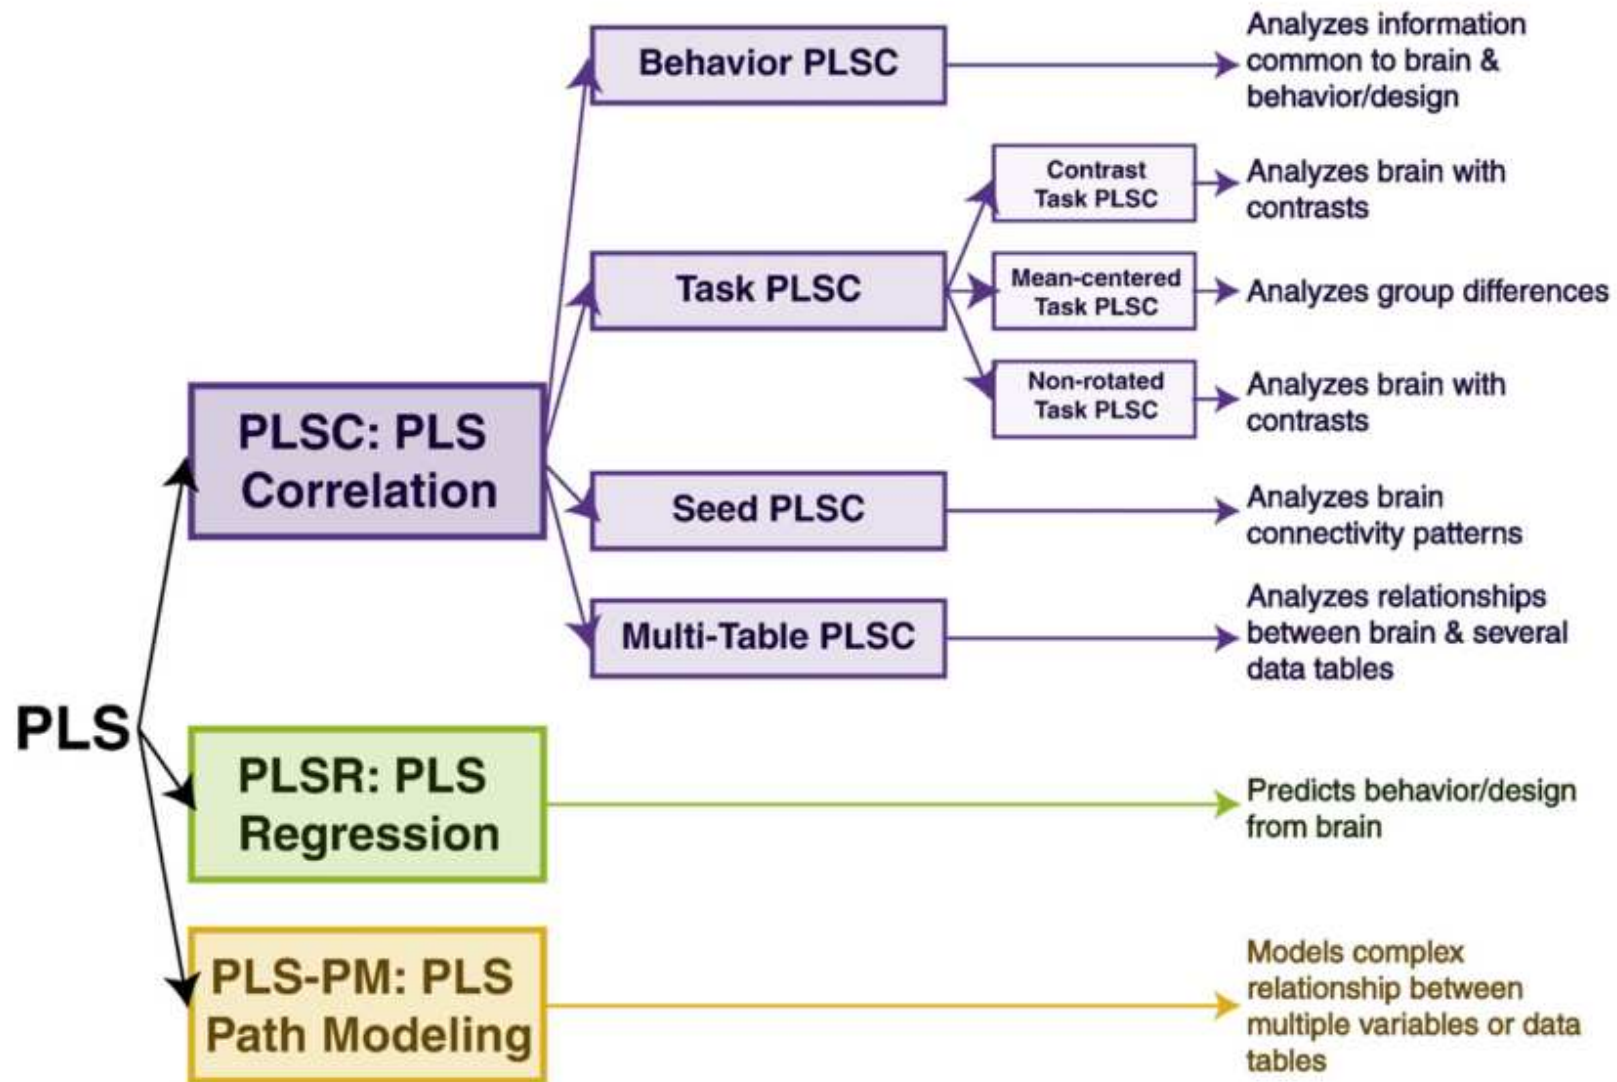 Behavior PLSC
Analyzes information
common to brain &
behavior/design
Task PLSC
Contrast
Task PLSC
Analyzes brain with
contrasts
Mean-centered
Task PLSC
Analyzes group differences
Non-rotated
Task PLSC
Analyzes brain with
contrasts
PLSC: PLS
Correlation
Seed PLSC
Analyzes brain
connectivity patterns
Multi-Table PLSC
Analyzes relationships
between brain & several
data tables
PLS
PLSR: PLS
Regression
Predicts behavior/design
from brain
PLS-PM: PLS
Path Modeling
Models complex
relationship between
multiple variables or data
tables